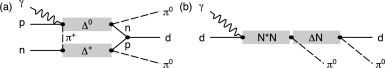 (a) γ Δ⁰ π⁰
p n
π⁺ d
n Δ⁺ p
π⁰
(b) γ
d N*N ΔN d
π⁰ π⁰